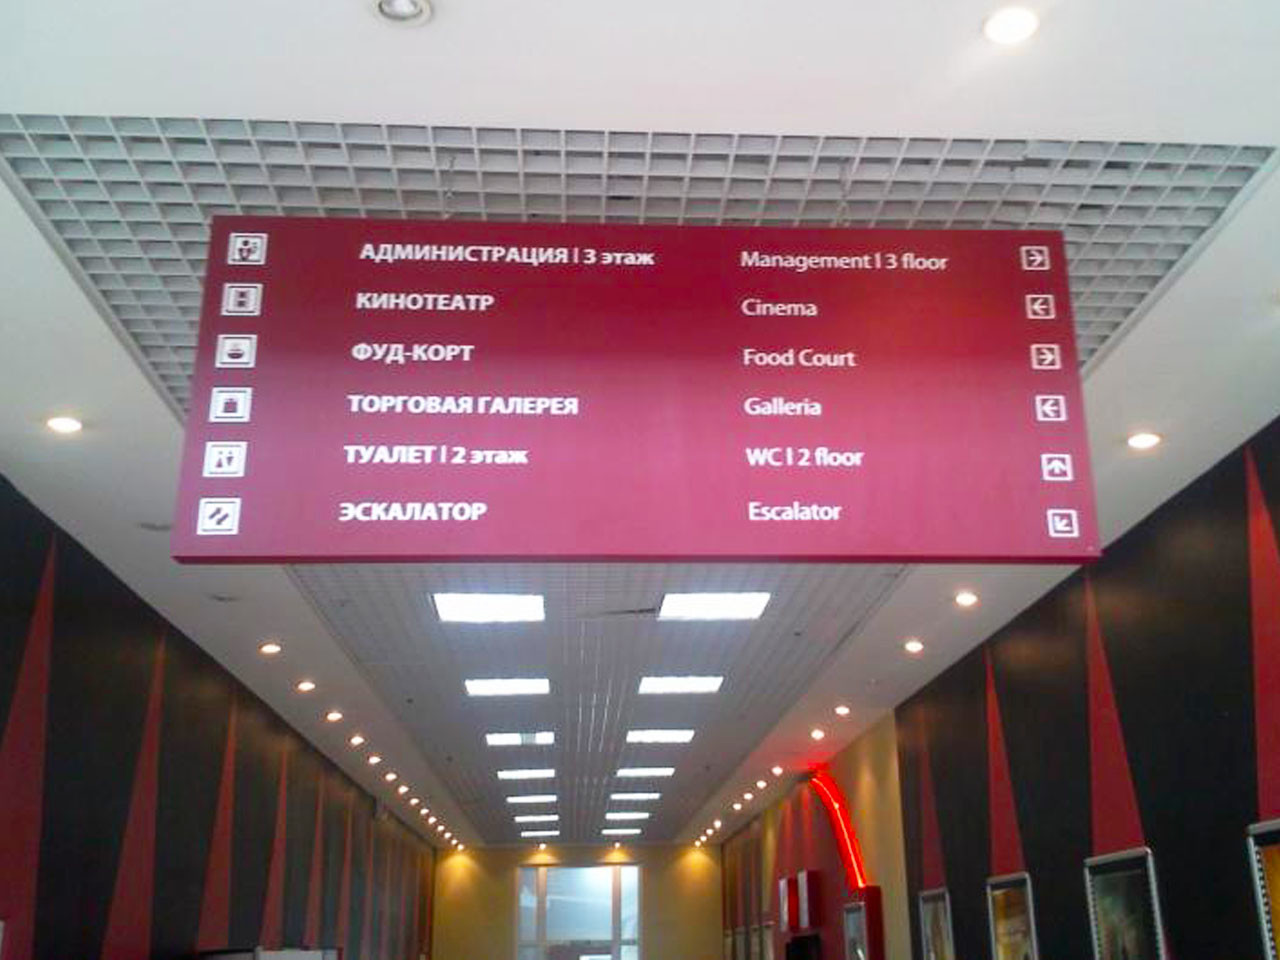 АДМИНИСТРАЦИЯ | 3 этаж Management | 3 floor
КИНОТЕАТР Cinema
ФУД-КОРТ Food Court
ТОРГОВАЯ ГАЛЕРЕЯ Galleria
ТУАЛЕТ | 2 этаж WC | 2 floor
ЭСКАЛАТОР Escalator